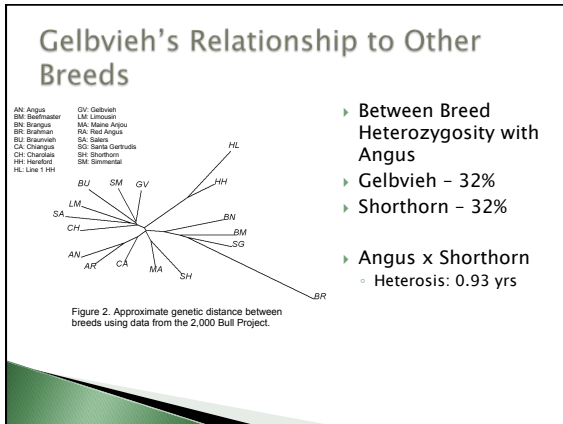 Gelbvieh's Relationship to Other
Breeds
AN: Angus
BM: Beefmaster
BN: Brangus
BR: Brahman
BU: Braunvieh
CA: Chiangus
CH: Charolais
HH: Hereford
HL: Line 1 HH
GV: Gelbvieh
LM: Limousin
MA: Maine Anjou
RA: Red Angus
SA: Salers
SG: Santa Gertrudis
SH: Shorthorn
SM: Simmental
HL
BU
SM
GV
HH
LM
SA
BN
CH
BM
SG
AN
AR
CA
MA
SH
BR
Figure 2. Approximate genetic distance between
breeds using data from the 2,000 Bull Project.
Between Breed
Heterozygosity with
Angus
Gelbvieh – 32%
Shorthorn – 32%
Angus x Shorthorn
Heterosis: 0.93 yrs